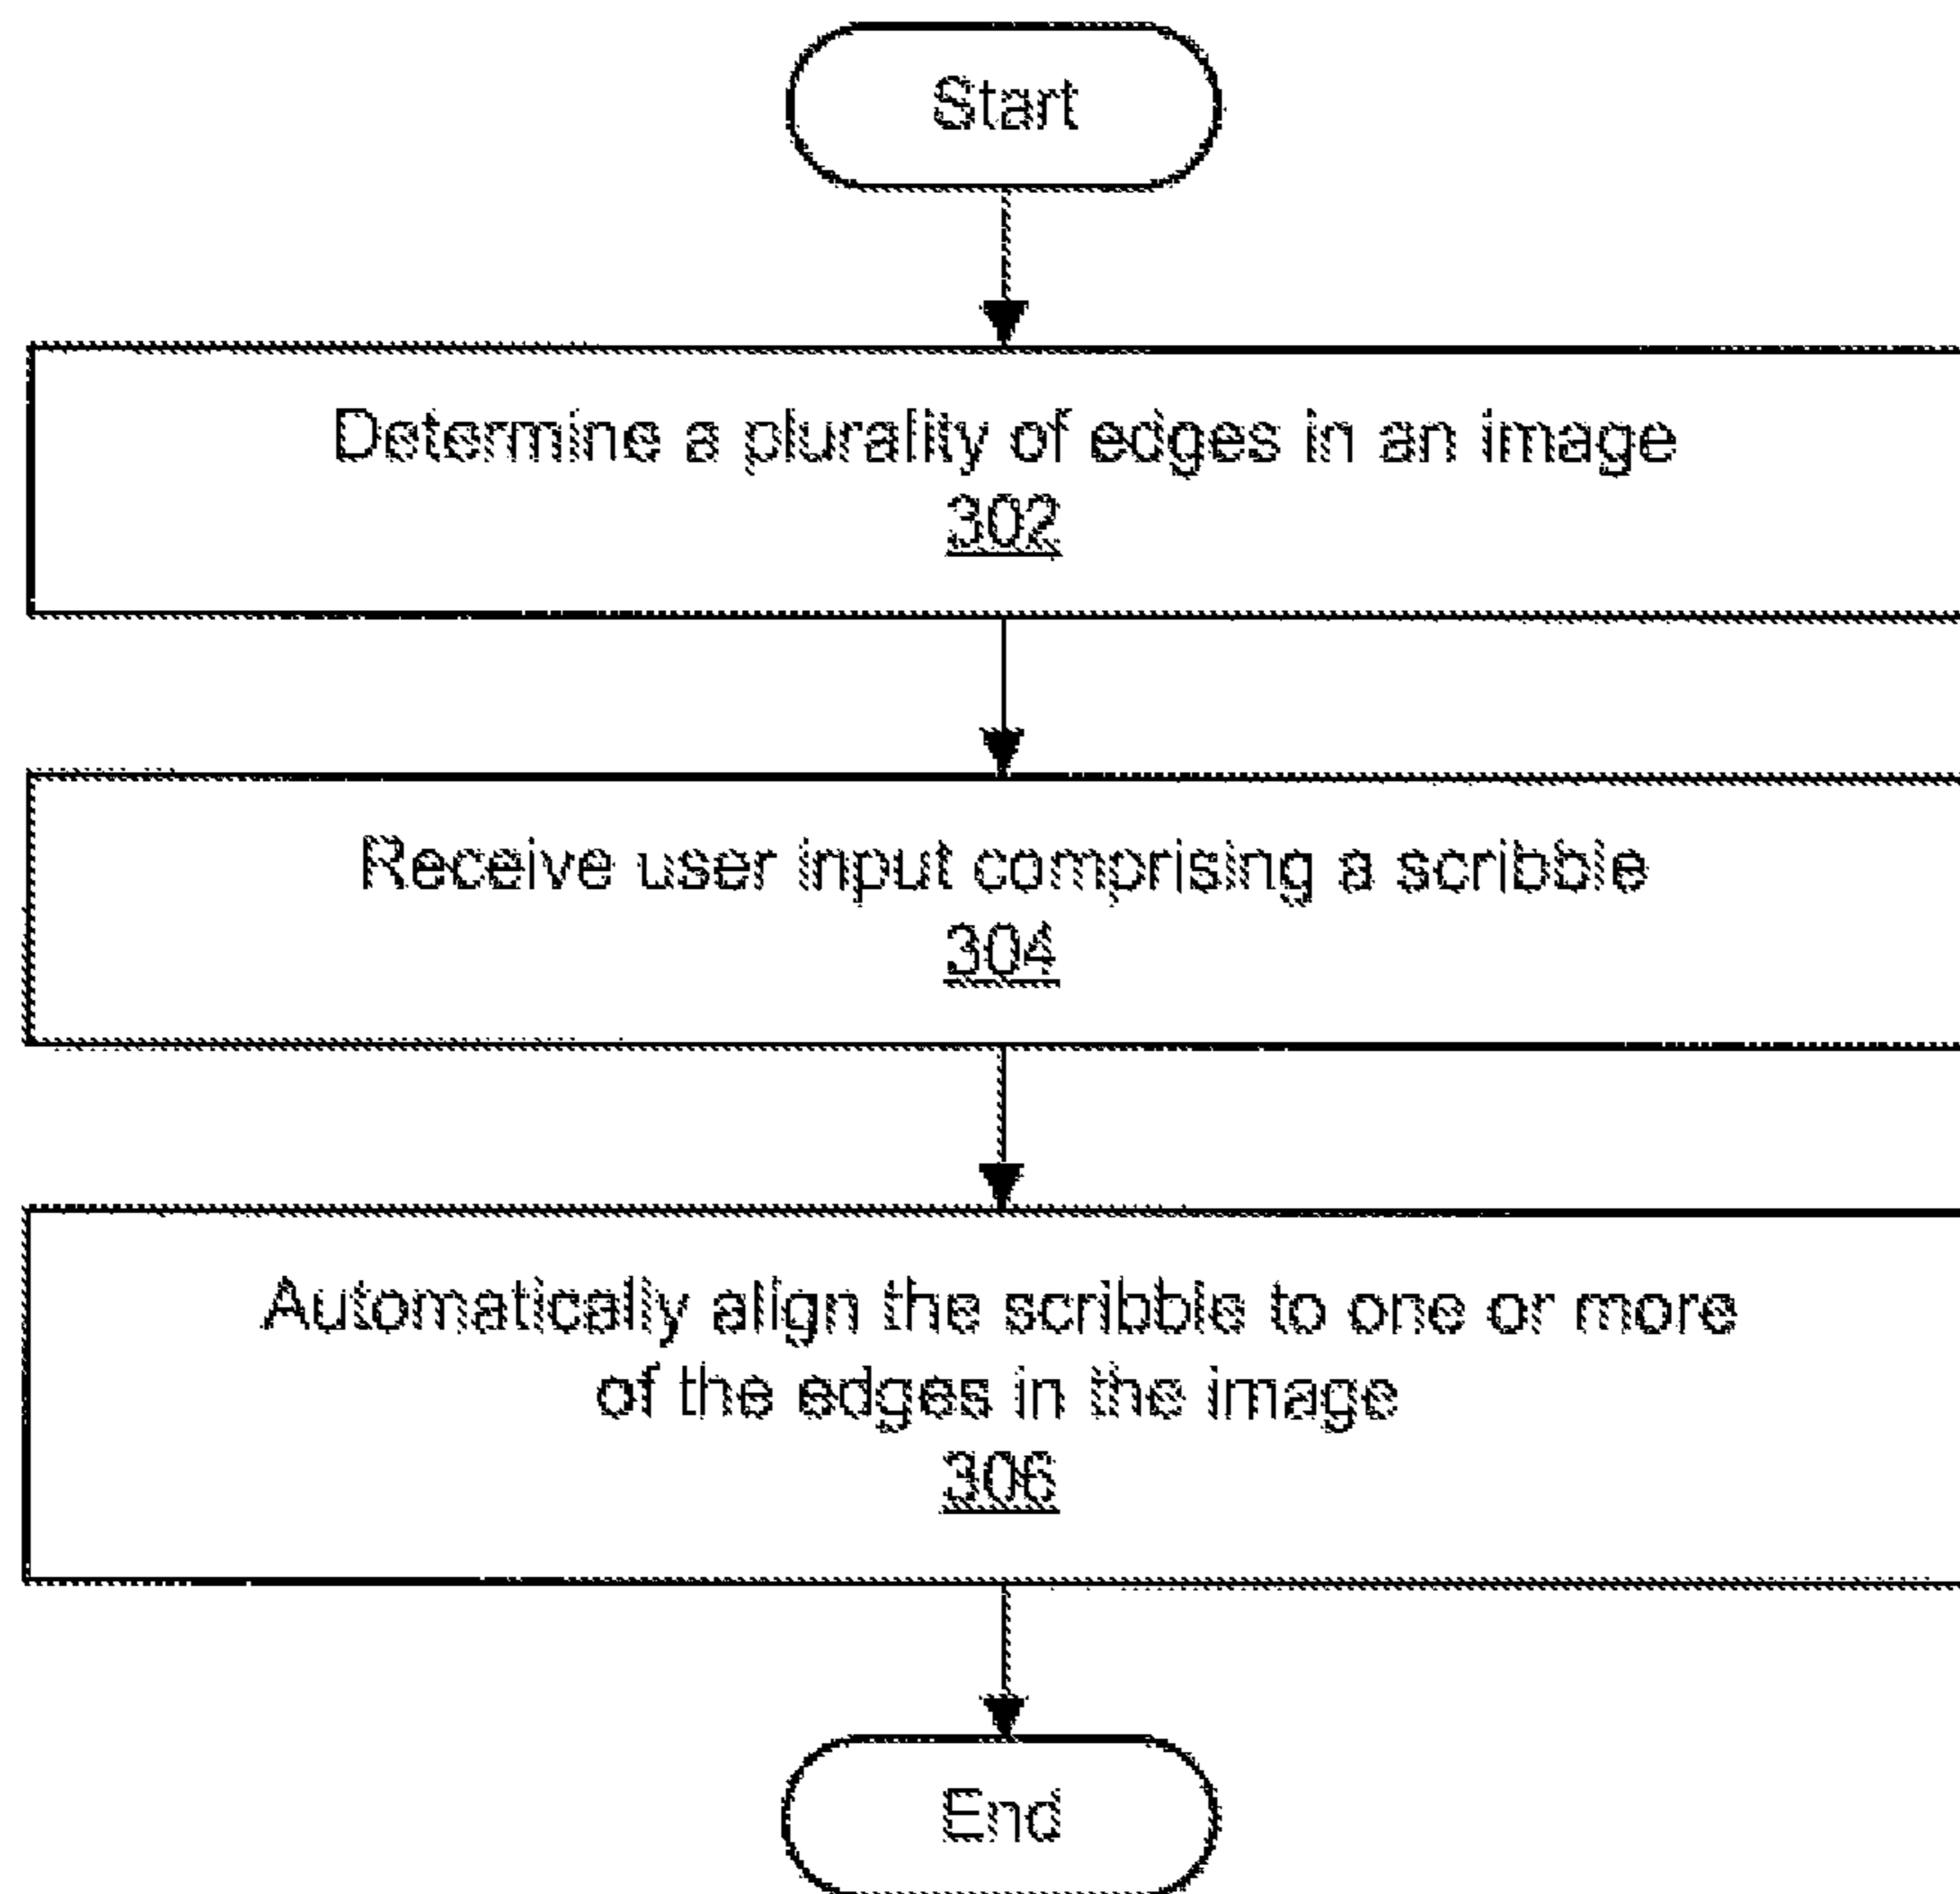 Start
Determine a plurality of edges in an image
302
Receive user input comprising a scribble
304
Automatically align the scribble to one or more
of the edges in the image
306
End